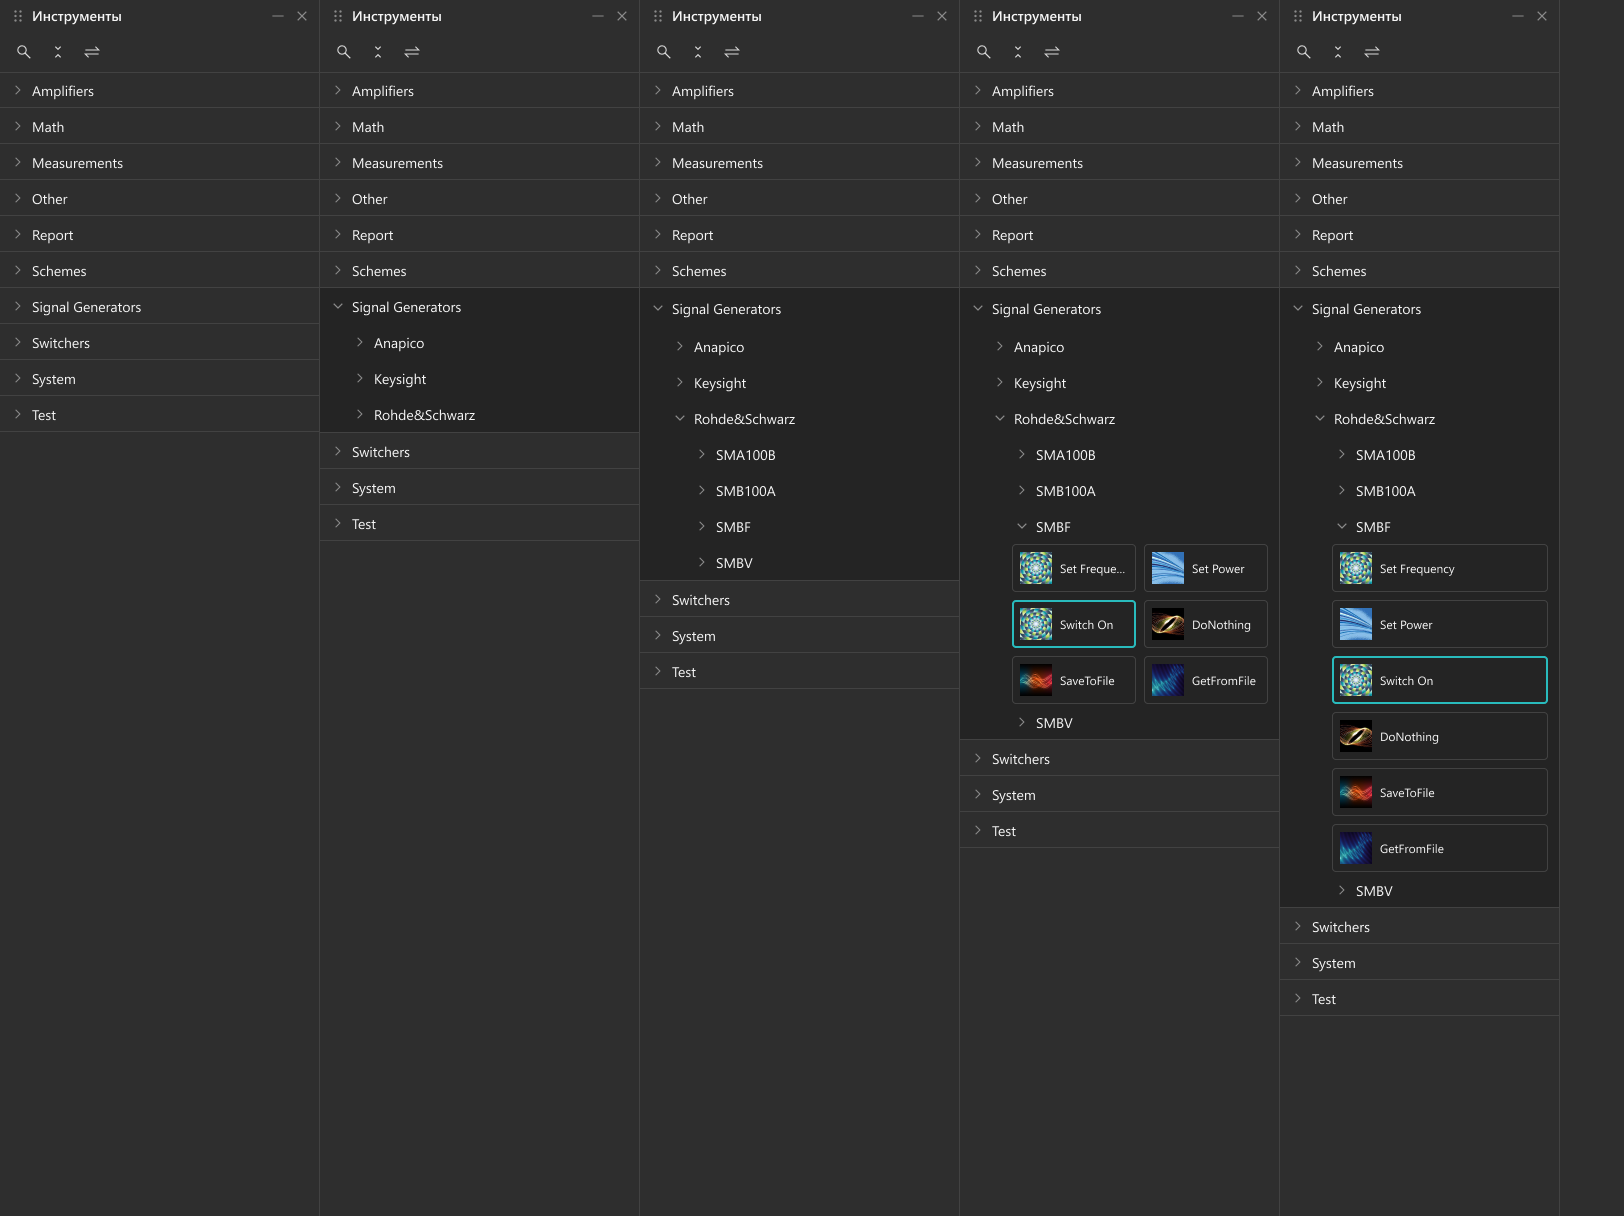 Инструменты
Amplifiers
Math
Measurements
Other
Report
Schemes
Signal Generators
Switchers
System
Test
Инструменты
Amplifiers
Math
Measurements
Other
Report
Schemes
Signal Generators
Anapico
Keysight
Rohde&Schwarz
Switchers
System
Test
Инструменты
Amplifiers
Math
Measurements
Other
Report
Schemes
Signal Generators
Anapico
Keysight
Rohde&Schwarz
SMA100B
SMB100A
SMBF
SMBV
Switchers
System
Test
Инструменты
Amplifiers
Math
Measurements
Other
Report
Schemes
Signal Generators
Anapico
Keysight
Rohde&Schwarz
SMA100B
SMB100A
SMBF
Set Freque... Set Power
Switch On DoNothing
SaveToFile GetFromFile
SMBV
Switchers
System
Test
Инструменты
Amplifiers
Math
Measurements
Other
Report
Schemes
Signal Generators
Anapico
Keysight
Rohde&Schwarz
SMA100B
SMB100A
SMBF
Set Frequency
Set Power
Switch On
DoNothing
SaveToFile
GetFromFile
SMBV
Switchers
System
Test